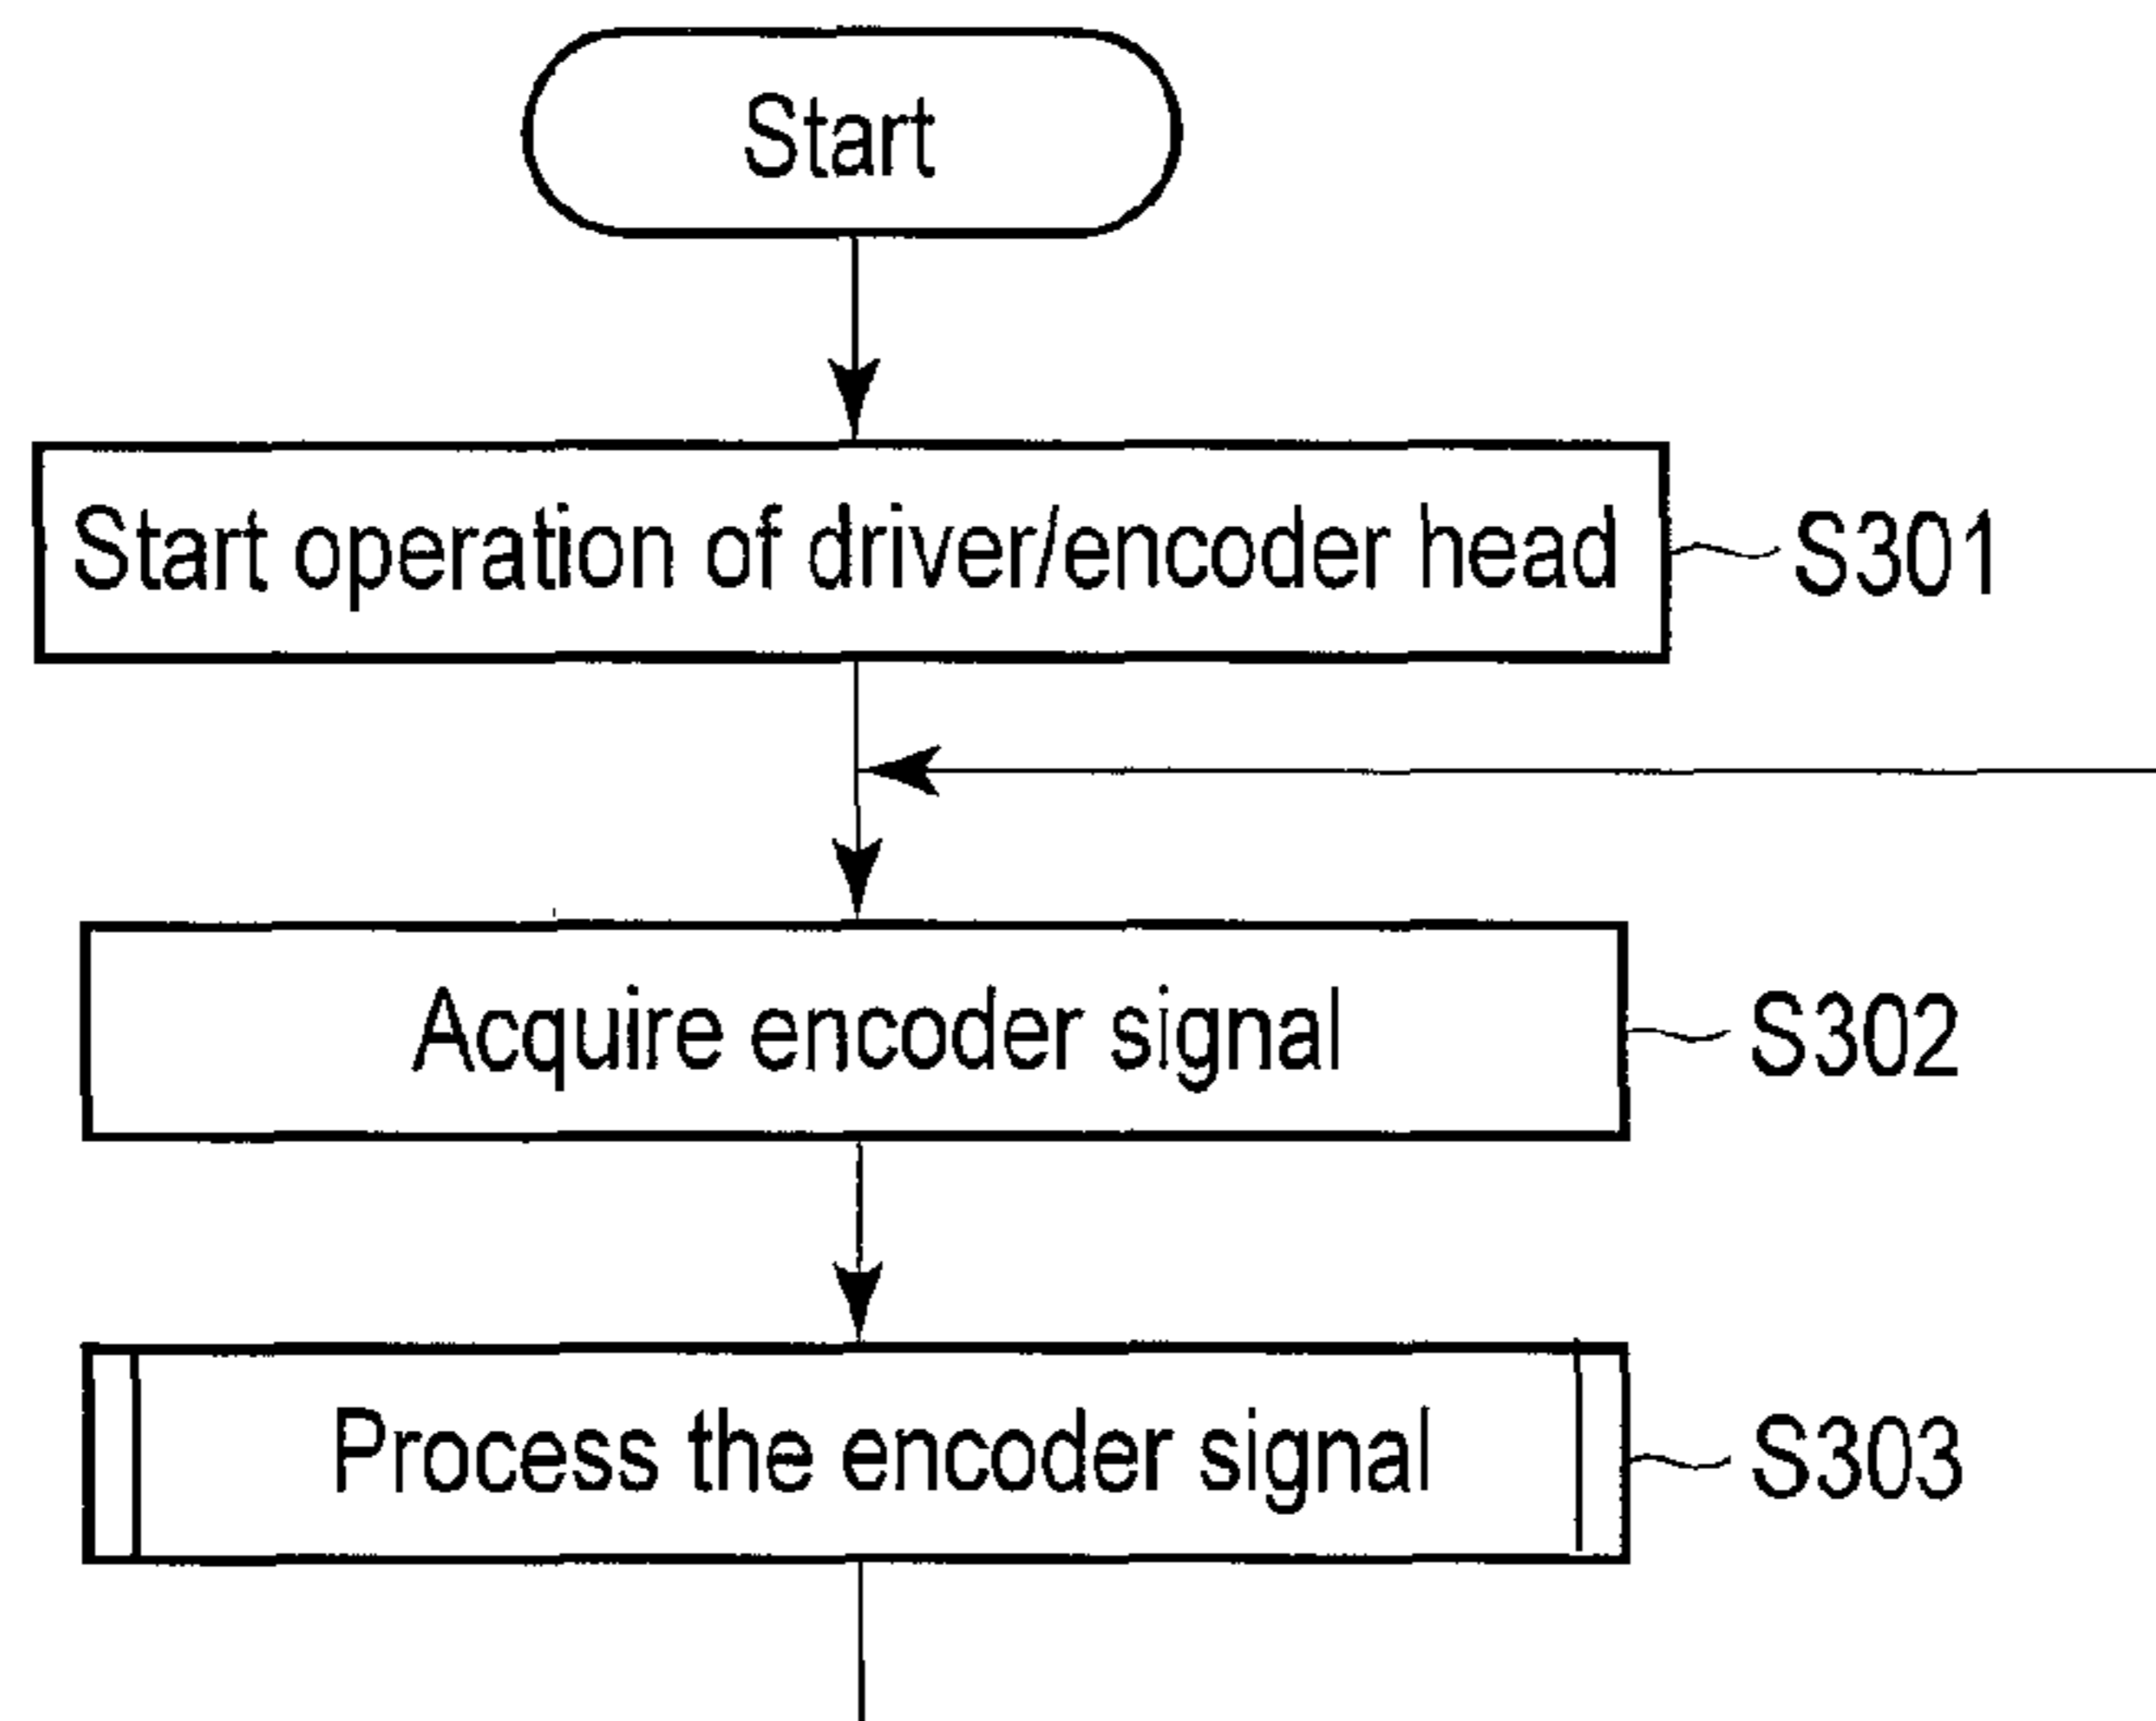 Start
Start operation of driver/encoder head
S301
Acquire encoder signal
S302
Process the encoder signal
S303